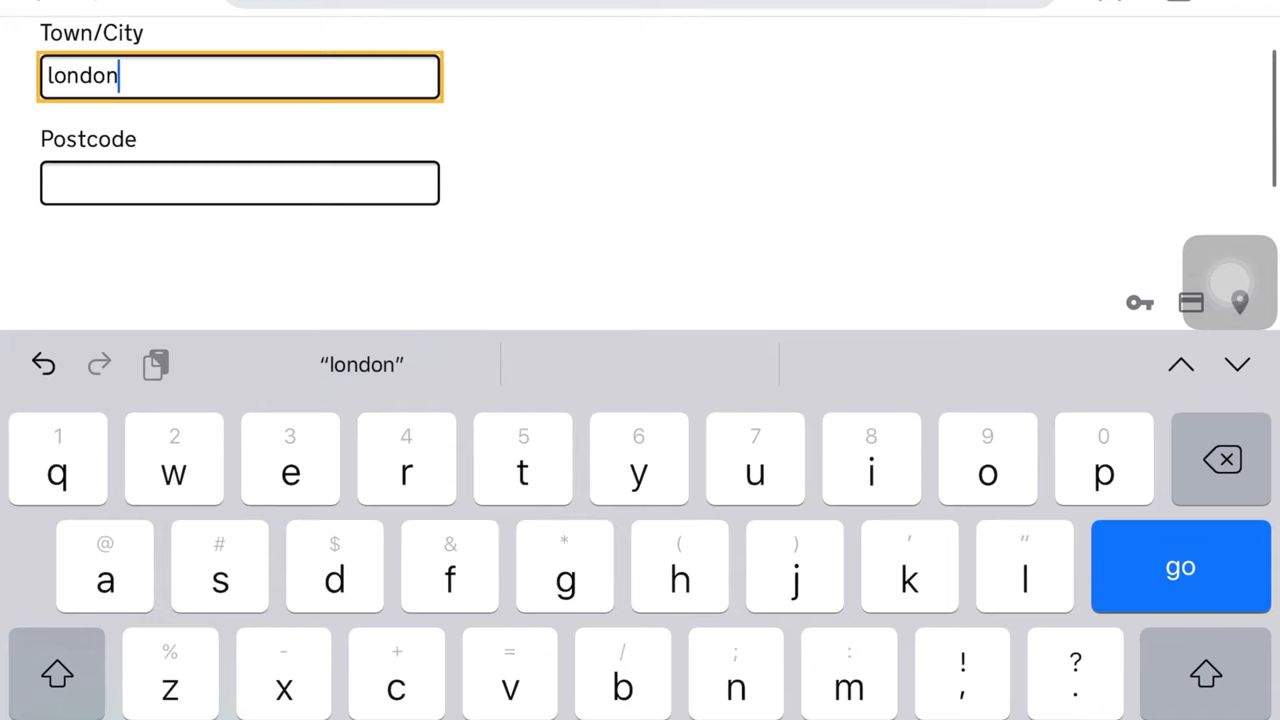 Town/City
london
Postcode
“london”
1 2 3 4 5 6 7 8 9 0
q w e r t y u i o p
@ # $ & * ( ) ' "
a s d f g h j k l go
% - + = / ; : ! ?
z x c v b n m , .